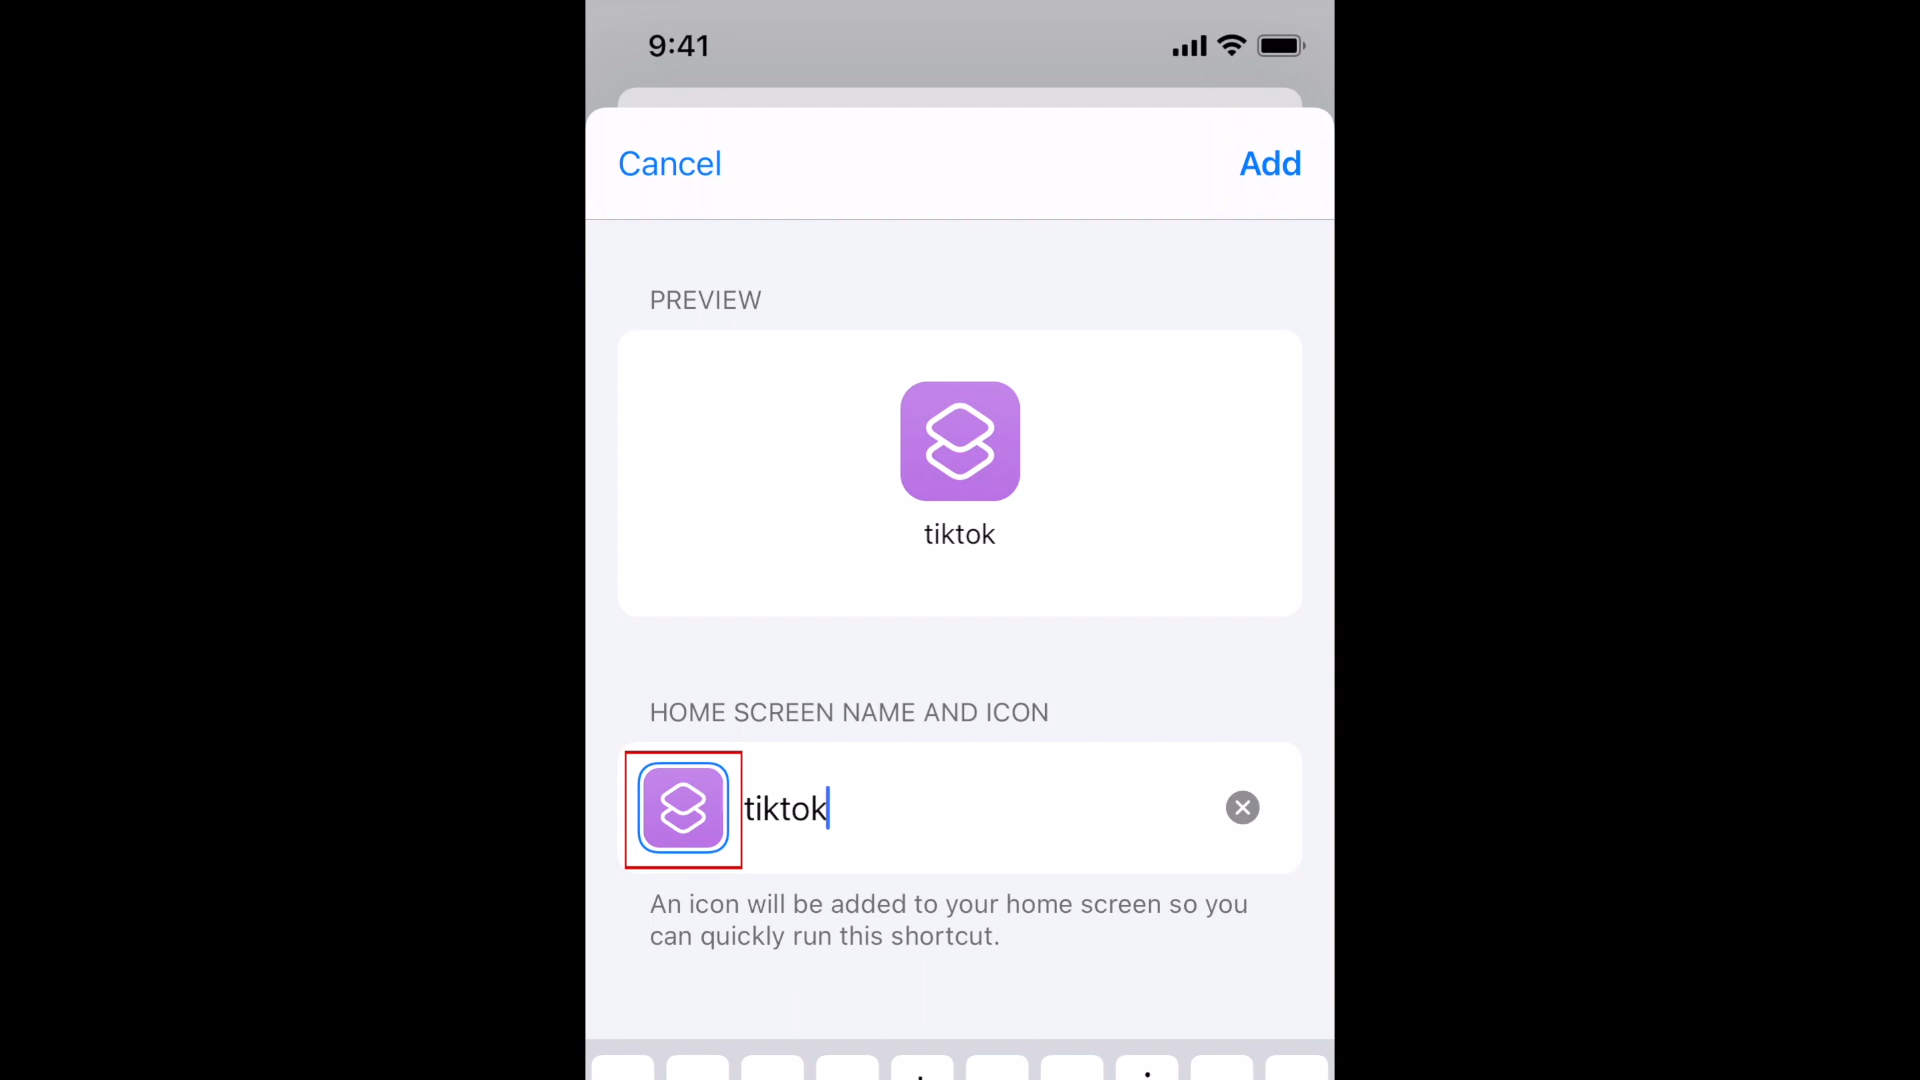 9:41
Cancel
Add
PREVIEW
tiktok
HOME SCREEN NAME AND ICON
tiktok
An icon will be added to your home screen so you
can quickly run this shortcut.